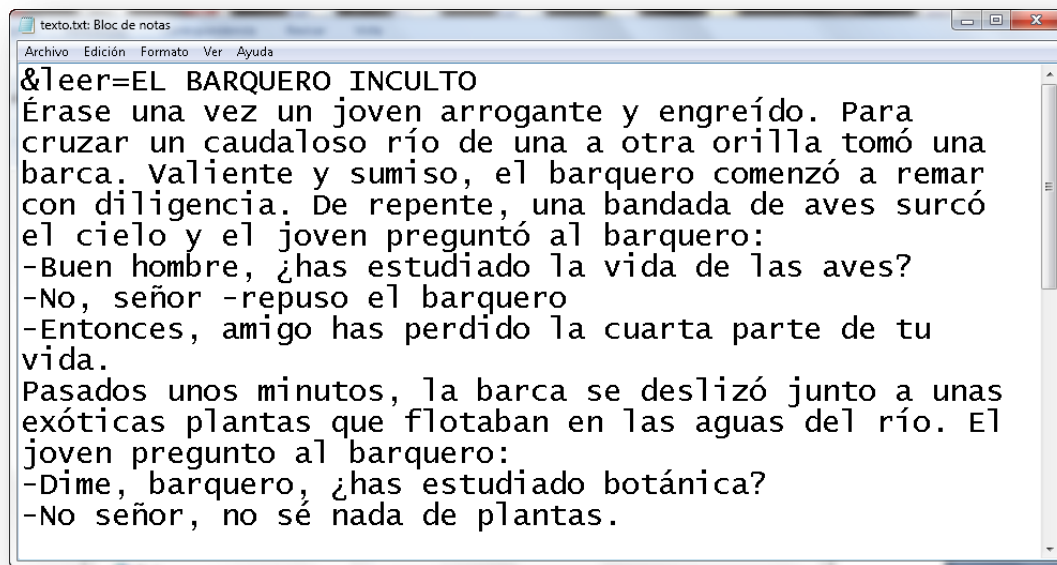 texto.txt: Bloc de notas
Archivo Edición Formato Ver Ayuda
&leer=EL BARQUERO INCULTO
Érase una vez un joven arrogante y engreído. Para
cruzar un caudaloso río de una a otra orilla tomó una
barca. Valiente y sumiso, el barquero comenzó a remar
con diligencia. De repente, una bandada de aves surcó
el cielo y el joven preguntó al barquero:
-Buen hombre, ¿has estudiado la vida de las aves?
-No, señor -repuso el barquero
-Entonces, amigo has perdido la cuarta parte de tu
vida.
Pasados unos minutos, la barca se deslizó junto a unas
exóticas plantas que flotaban en las aguas del río. El
joven pregunto al barquero:
-Dime, barquero, ¿has estudiado botánica?
-No señor, no sé nada de plantas.